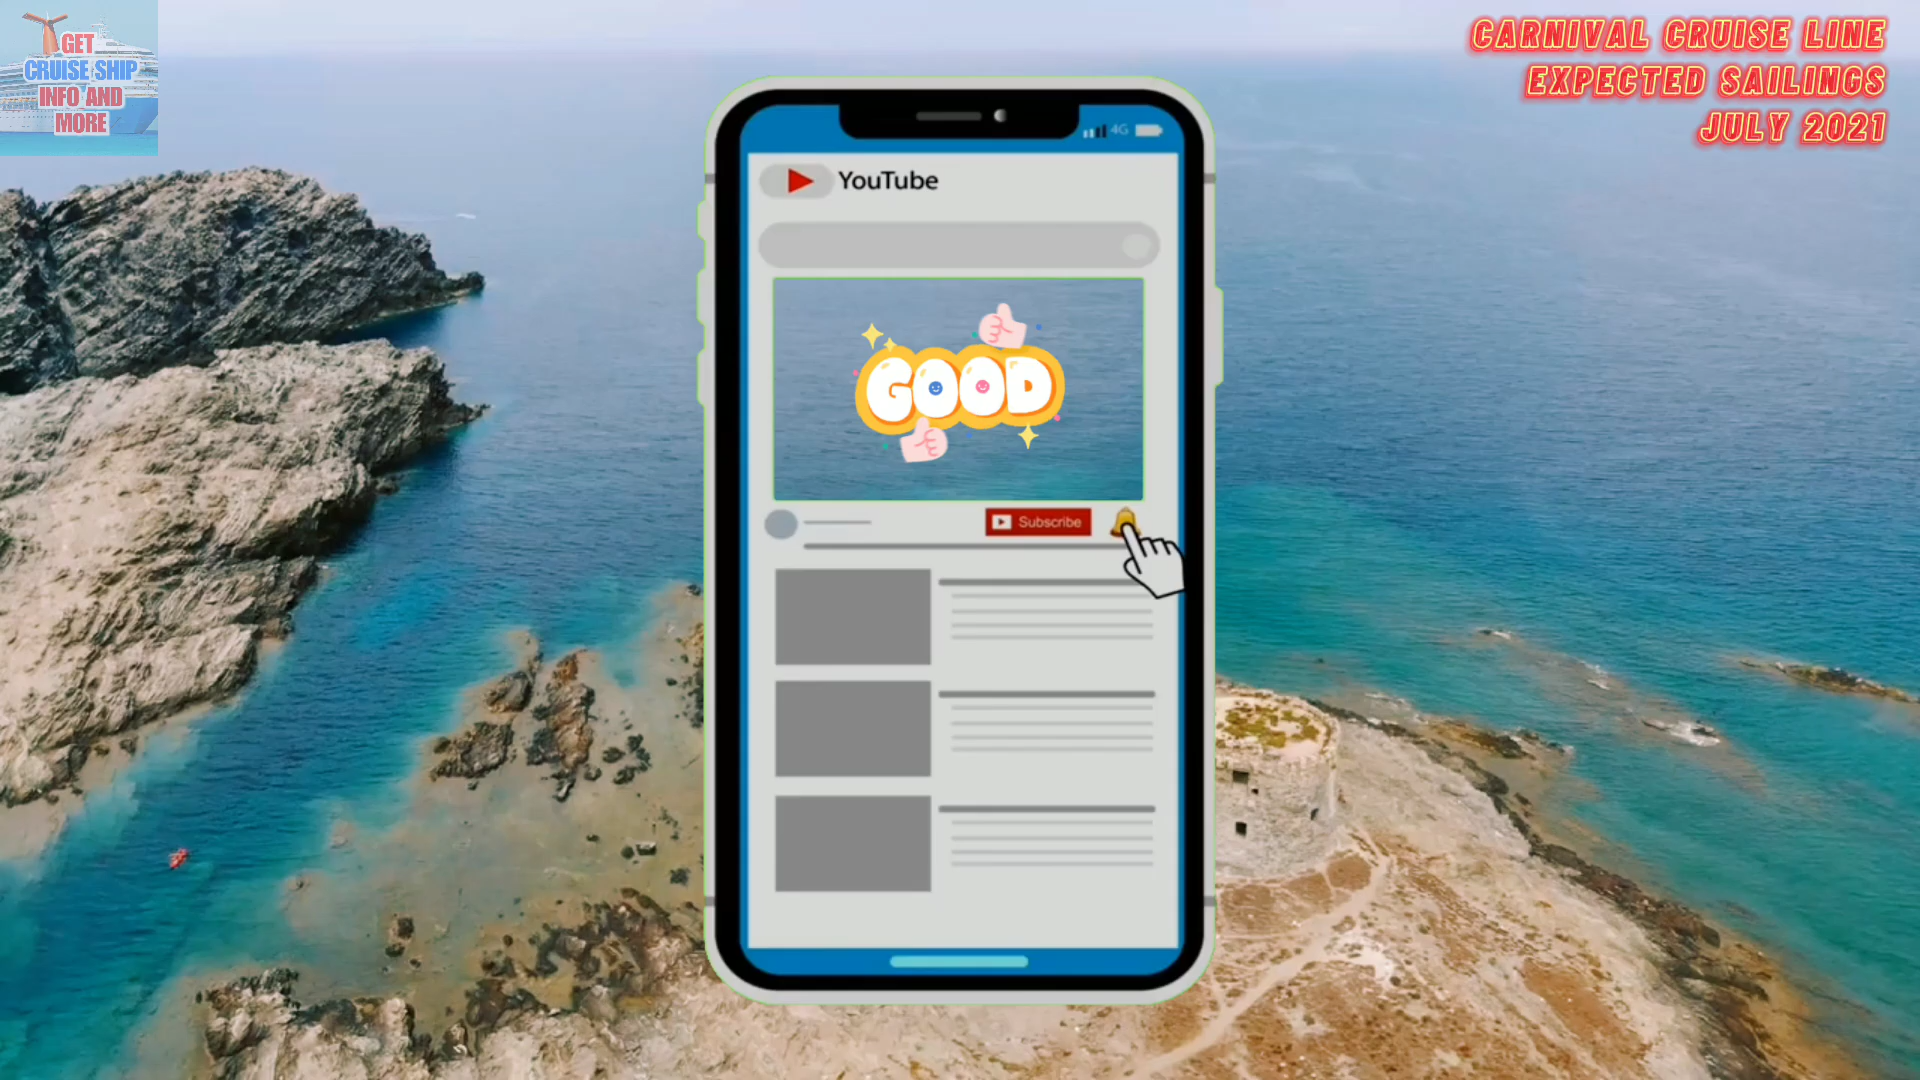 GET
CRUISE SHIP
INFO AND
MORE
CARNIVAL CRUISE LINE
EXPECTED SAILINGS
JULY 2021
4G
YouTube
GOOD
Subscribe